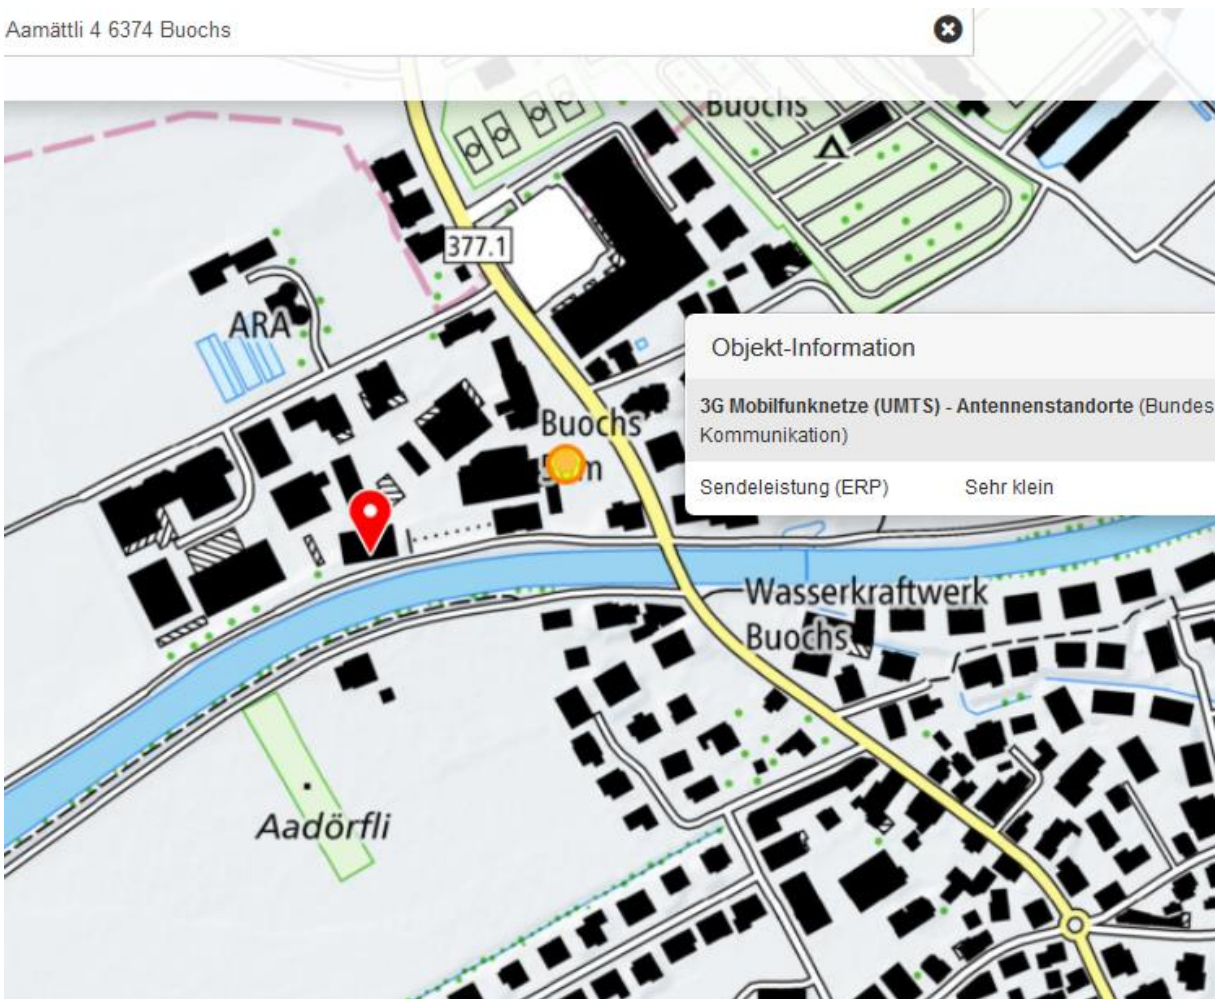 Aamättli 4 6374 Buochs
Buochs
377.1
ARA
Objekt-Information
3G Mobilfunknetze (UMTS) - Antennenstandorte (Bundes
Kommunikation)
Buochs
m
Sendeleistung (ERP) Sehr klein
Wasserkraftwerk
Buochs
Aadörfli